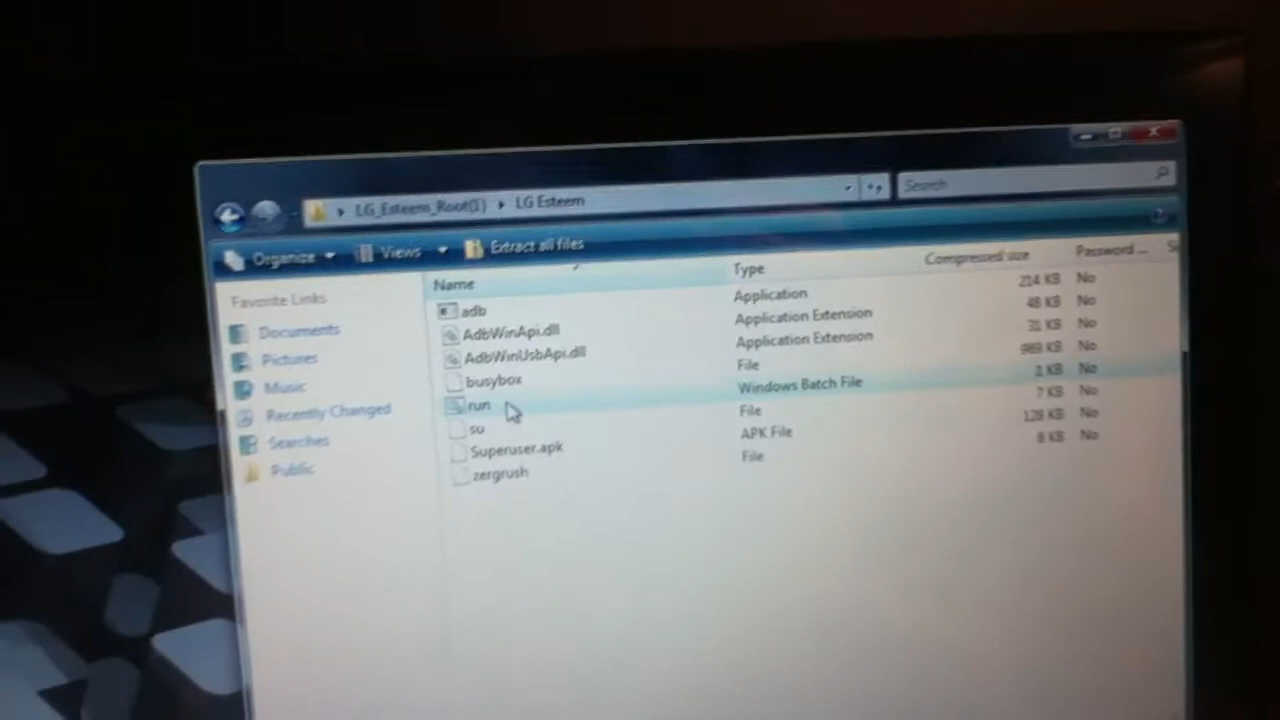 LG_Esteem_Root(1) LG Esteem Search
Organize Views Extract all files
Favorite Links
Documents
Pictures
Music
Recently Changed
Searches
Public
Name Type Compressed size Password ... Si
adb Application 214 KB No
AdbWinApi.dll Application Extension 48 KB No
AdbWinUsbApi.dll Application Extension 31 KB No
busybox File 989 KB No
run Windows Batch File 1 KB No
su File 7 KB No
Superuser.apk APK File 128 KB No
zergrush File 8 KB No